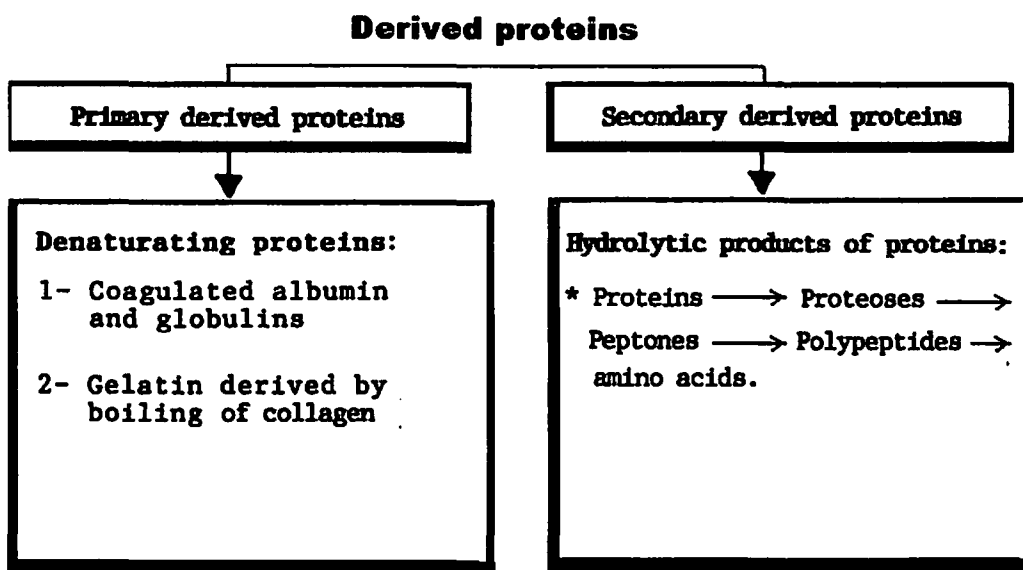 Derived proteins
Primary derived proteins
Denaturating proteins:
1- Coagulated albumin
and globulins
2- Gelatin derived by
boiling of collagen
Secondary derived proteins
Hydrolytic products of proteins:
* Proteins ⟶ Proteoses ⟶
Peptones ⟶ Polypeptides ⟶
amino acids.